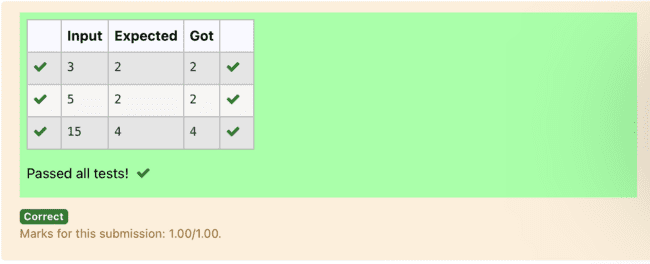 Input Expected Got
3 2 2
5 2 2
15 4 4
Passed all tests!
Correct
Marks for this submission: 1.00/1.00.